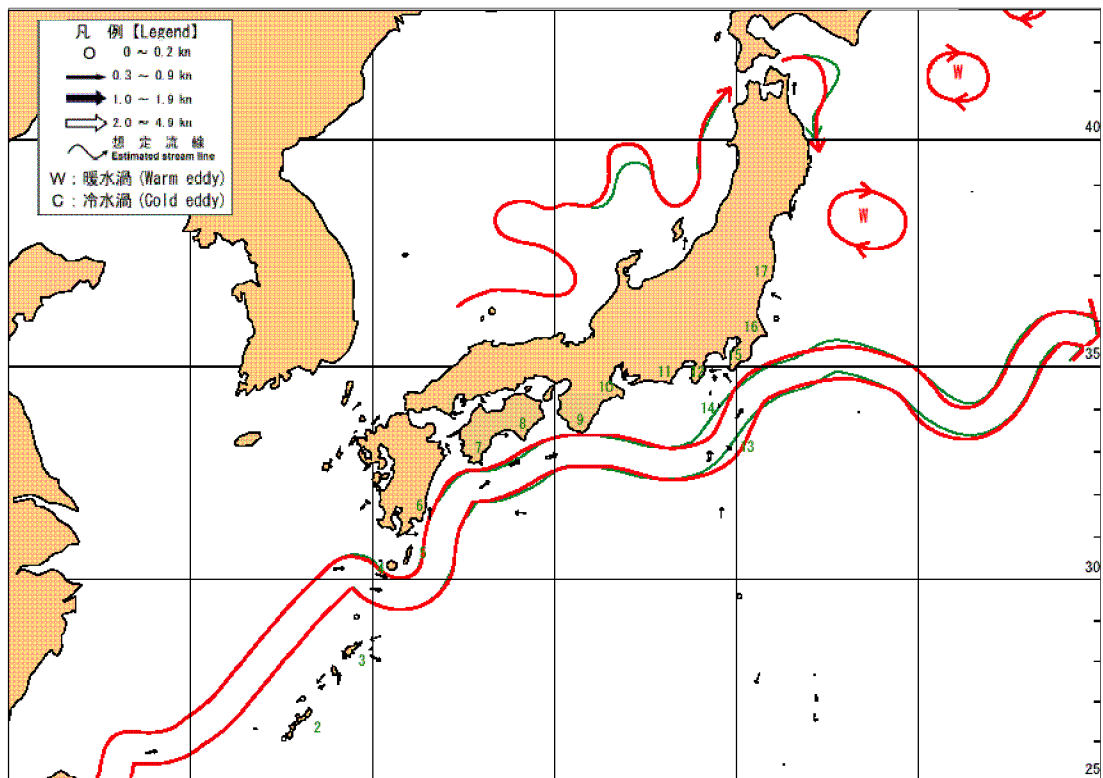 凡 例【Legend】
0 ~ 0.2 kn
0.3 ~ 0.9 kn
1.0 ~ 1.9 kn
2.0 ~ 4.9 kn
想 定 流 線
Estimated stream line
W : 暖水渦 (Warm eddy)
C : 冷水渦 (Cold eddy)
W
40
W
17
16
35
5
11
10
14
9
8
7
13
6
30
3
2
25